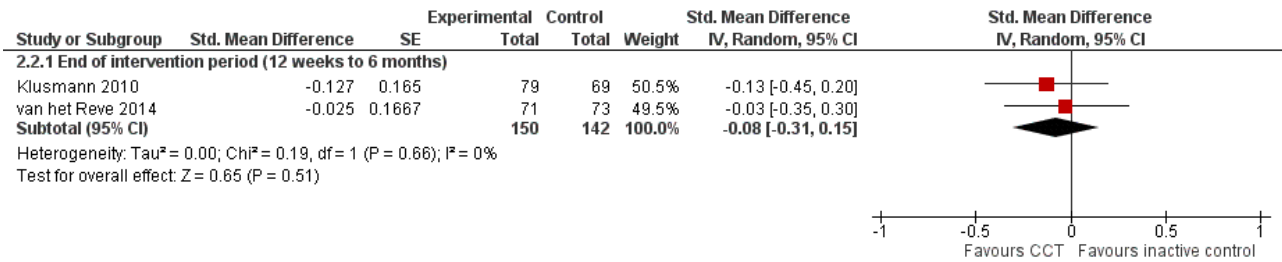 Experimental Control Std. Mean Difference Std. Mean Difference
Study or Subgroup Std. Mean Difference SE Total Total Weight IV, Random, 95% CI IV, Random, 95% CI
2.2.1 End of intervention period (12 weeks to 6 months)
Klusmann 2010 -0.127 0.165 79 69 50.5% -0.13 [-0.45, 0.20]
van het Reve 2014 -0.025 0.1667 71 73 49.5% -0.03 [-0.35, 0.30]
Subtotal (95% CI) 150 142 100.0% -0.08 [-0.31, 0.15]
Heterogeneity: Tau² = 0.00; Chi² = 0.19, df = 1 (P = 0.66); I² = 0%
Test for overall effect: Z = 0.65 (P = 0.51)
-1 -0.5 0 0.5 1
Favours CCT Favours inactive control